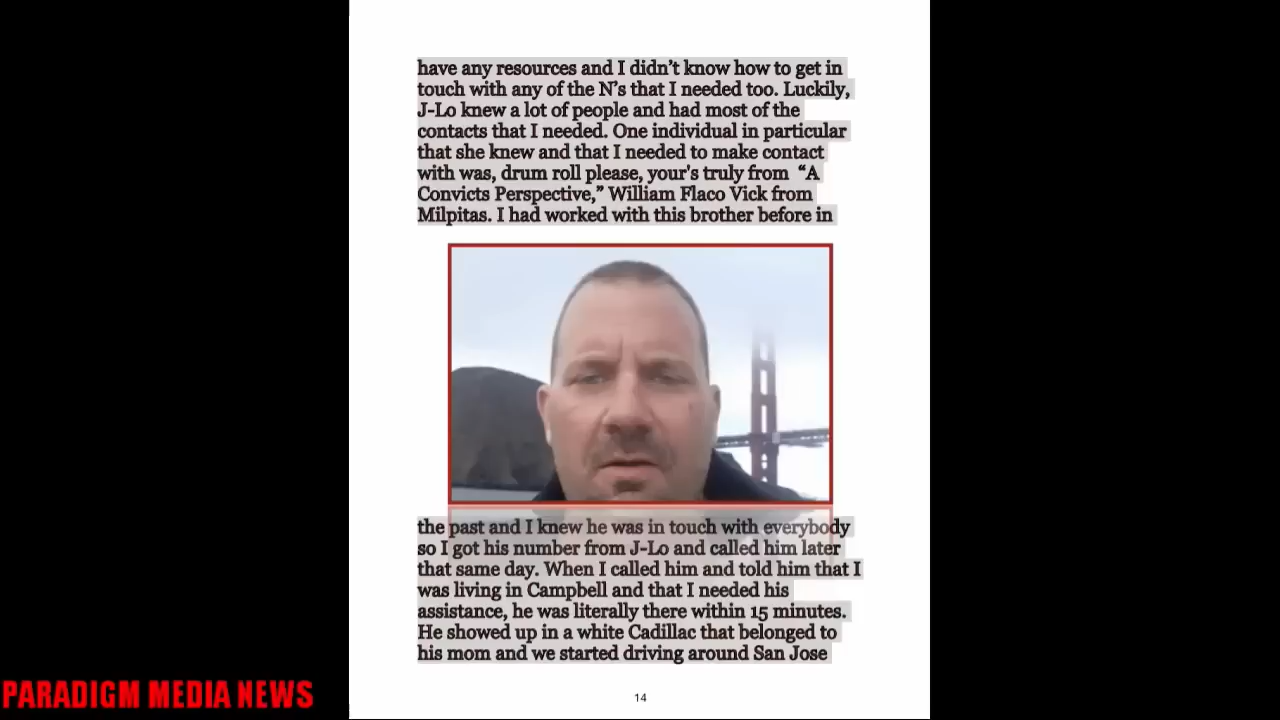 have any resources and I didn’t know how to get in
touch with any of the N’s that I needed too. Luckily,
J-Lo knew a lot of people and had most of the
contacts that I needed. One individual in particular
that she knew and that I needed to make contact
with was, drum roll please, your's truly from “A
Convicts Perspective,” William Flaco Vick from
Milpitas. I had worked with this brother before in
the past and I knew he was in touch with everybody
so I got his number from J-Lo and called him later
that same day. When I called him and told him that I
was living in Campbell and that I needed his
assistance, he was literally there within 15 minutes.
He showed up in a white Cadillac that belonged to
his mom and we started driving around San Jose
14
PARADIGM MEDIA NEWS